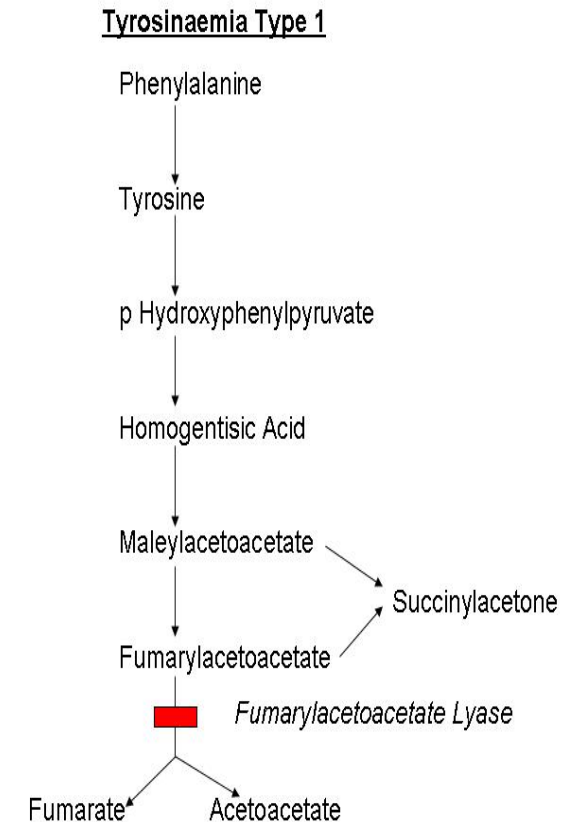 Tyrosinaemia Type 1
Phenylalanine
Tyrosine
p Hydroxyphenylpyruvate
Homogentisic Acid
Maleylacetoacetate
Succinylacetone
Fumarylacetoacetate
Fumarylacetoacetate Lyase
Fumarate
Acetoacetate